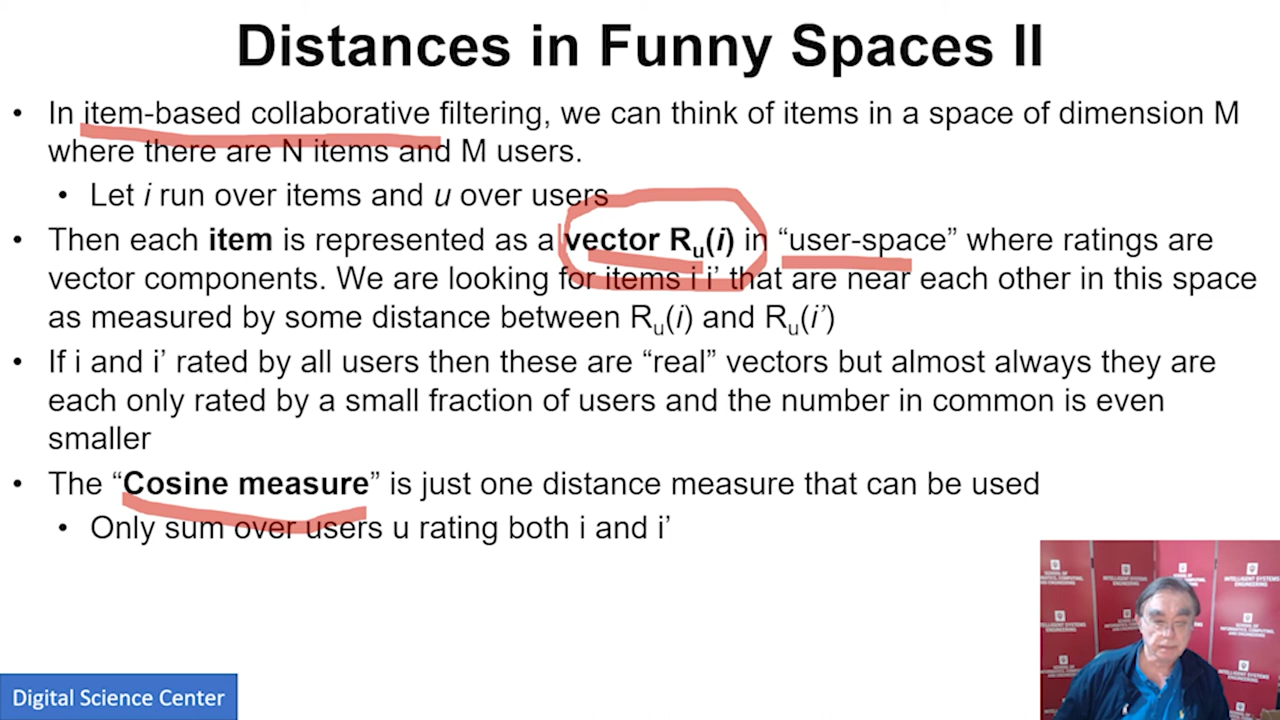 Distances in Funny Spaces II
• In item-based collaborative filtering, we can think of items in a space of dimension M
where there are N items and M users.
• Let i run over items and u over users
• Then each item is represented as a vector Ru(i) in “user-space” where ratings are
vector components. We are looking for items i i’ that are near each other in this space
as measured by some distance between Ru(i) and Ru(i’)
• If i and i’ rated by all users then these are “real” vectors but almost always they are
each only rated by a small fraction of users and the number in common is even
smaller
• The “Cosine measure” is just one distance measure that can be used
• Only sum over users u rating both i and i’
Digital Science Center
INTELLIGENT SYSTEMS
ENGINEERING